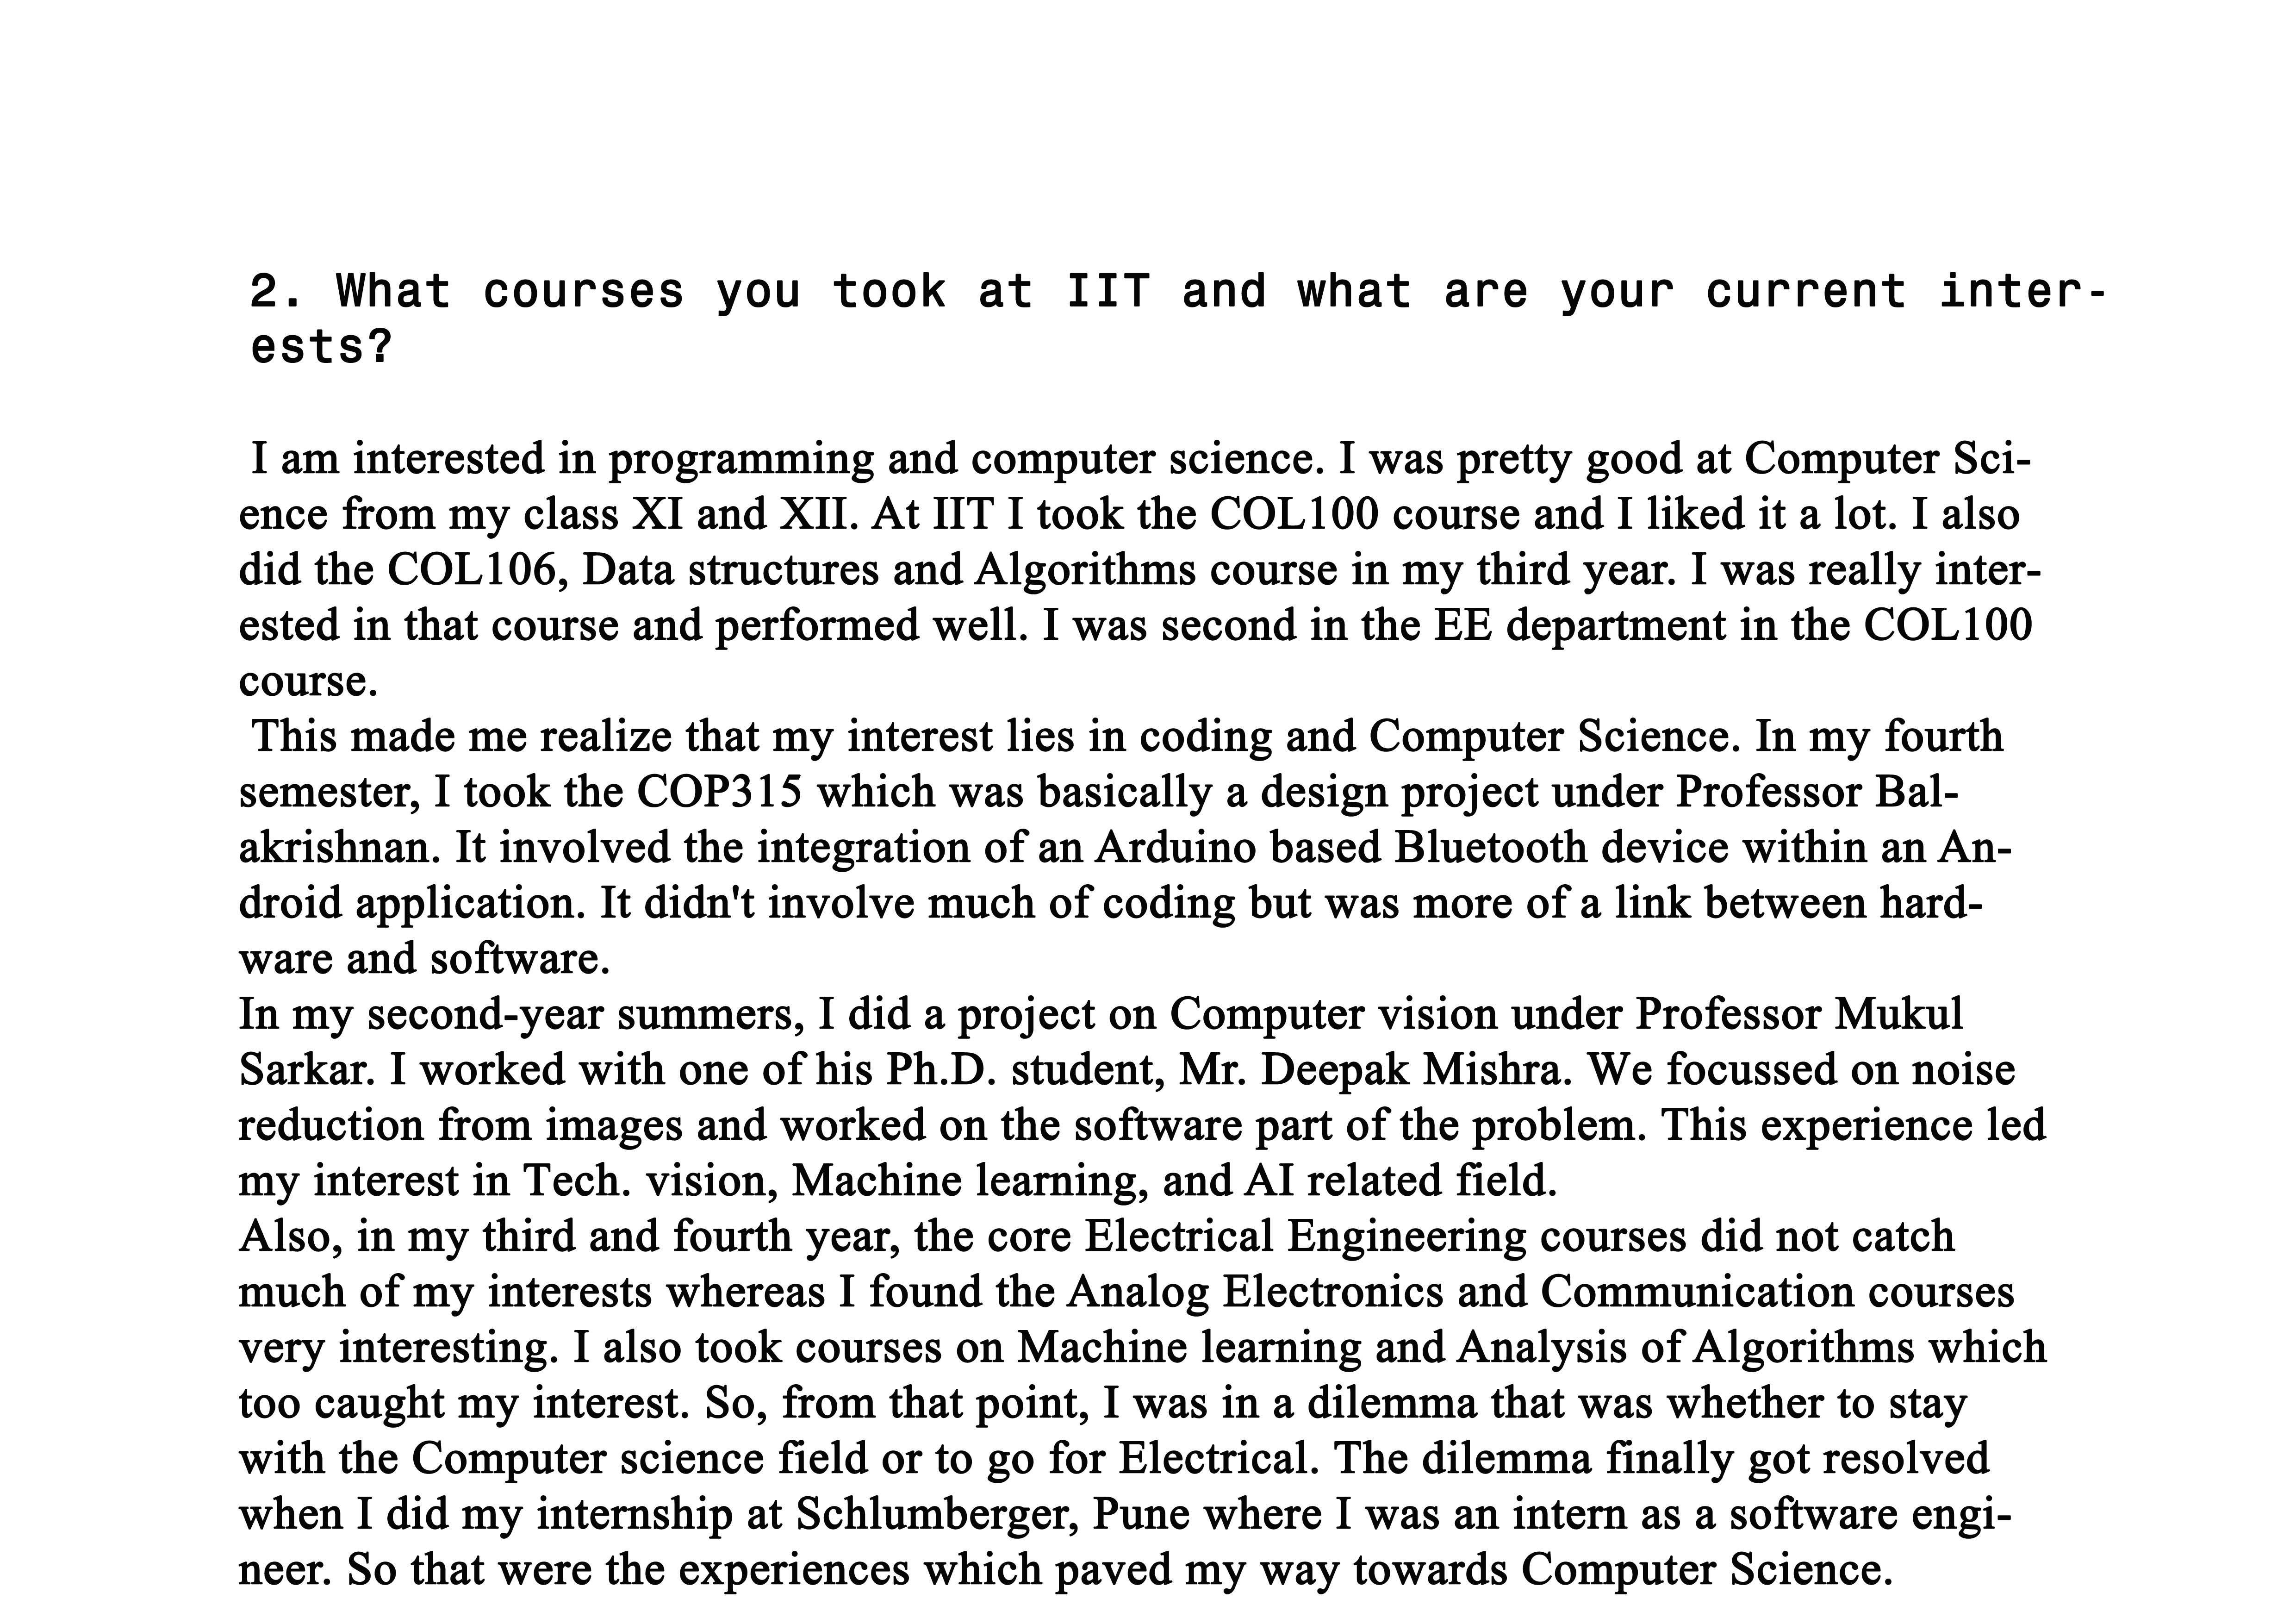 2. What courses you took at IIT and what are your current inter-
ests?
I am interested in programming and computer science. I was pretty good at Computer Sci-
ence from my class XI and XII. At IIT I took the COL100 course and I liked it a lot. I also
did the COL106, Data structures and Algorithms course in my third year. I was really inter-
ested in that course and performed well. I was second in the EE department in the COL100
course.
This made me realize that my interest lies in coding and Computer Science. In my fourth
semester, I took the COP315 which was basically a design project under Professor Bal-
akrishnan. It involved the integration of an Arduino based Bluetooth device within an An-
droid application. It didn't involve much of coding but was more of a link between hard-
ware and software.
In my second-year summers, I did a project on Computer vision under Professor Mukul
Sarkar. I worked with one of his Ph.D. student, Mr. Deepak Mishra. We focussed on noise
reduction from images and worked on the software part of the problem. This experience led
my interest in Tech. vision, Machine learning, and AI related field.
Also, in my third and fourth year, the core Electrical Engineering courses did not catch
much of my interests whereas I found the Analog Electronics and Communication courses
very interesting. I also took courses on Machine learning and Analysis of Algorithms which
too caught my interest. So, from that point, I was in a dilemma that was whether to stay
with the Computer science field or to go for Electrical. The dilemma finally got resolved
when I did my internship at Schlumberger, Pune where I was an intern as a software engi-
neer. So that were the experiences which paved my way towards Computer Science.